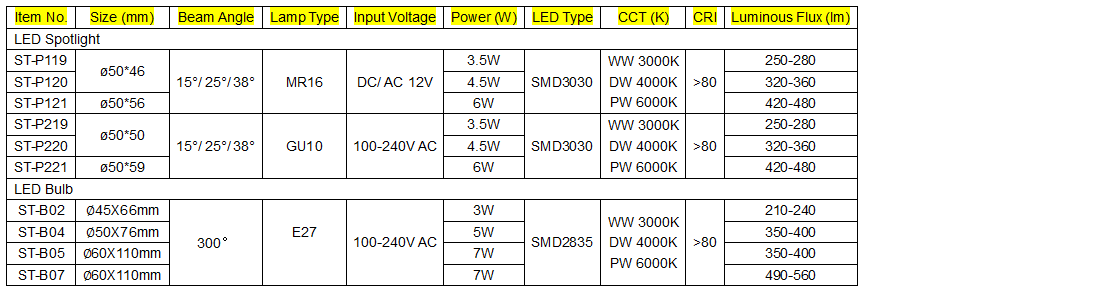 Item No. Size (mm) Beam Angle Lamp Type Input Voltage Power (W) LED Type CCT (K) CRI Luminous Flux (lm)
LED Spotlight
ST-P119 ø50*46 15°/ 25°/ 38° MR16 DC/ AC 12V 3.5W SMD3030 WW 3000K >80 250-280
ST-P120 4.5W DW 4000K 320-360
ST-P121 ø50*56 6W PW 6000K 420-480
ST-P219 ø50*50 15°/ 25°/ 38° GU10 100-240V AC 3.5W SMD3030 WW 3000K >80 250-280
ST-P220 4.5W DW 4000K 320-360
ST-P221 ø50*59 6W PW 6000K 420-480
LED Bulb
ST-B02 Ø45X66mm 300° E27 100-240V AC 3W SMD2835 WW 3000K >80 210-240
ST-B04 Ø50X76mm 5W DW 4000K 350-400
ST-B05 Ø60X110mm 7W PW 6000K 350-400
ST-B07 Ø60X110mm 7W 490-560